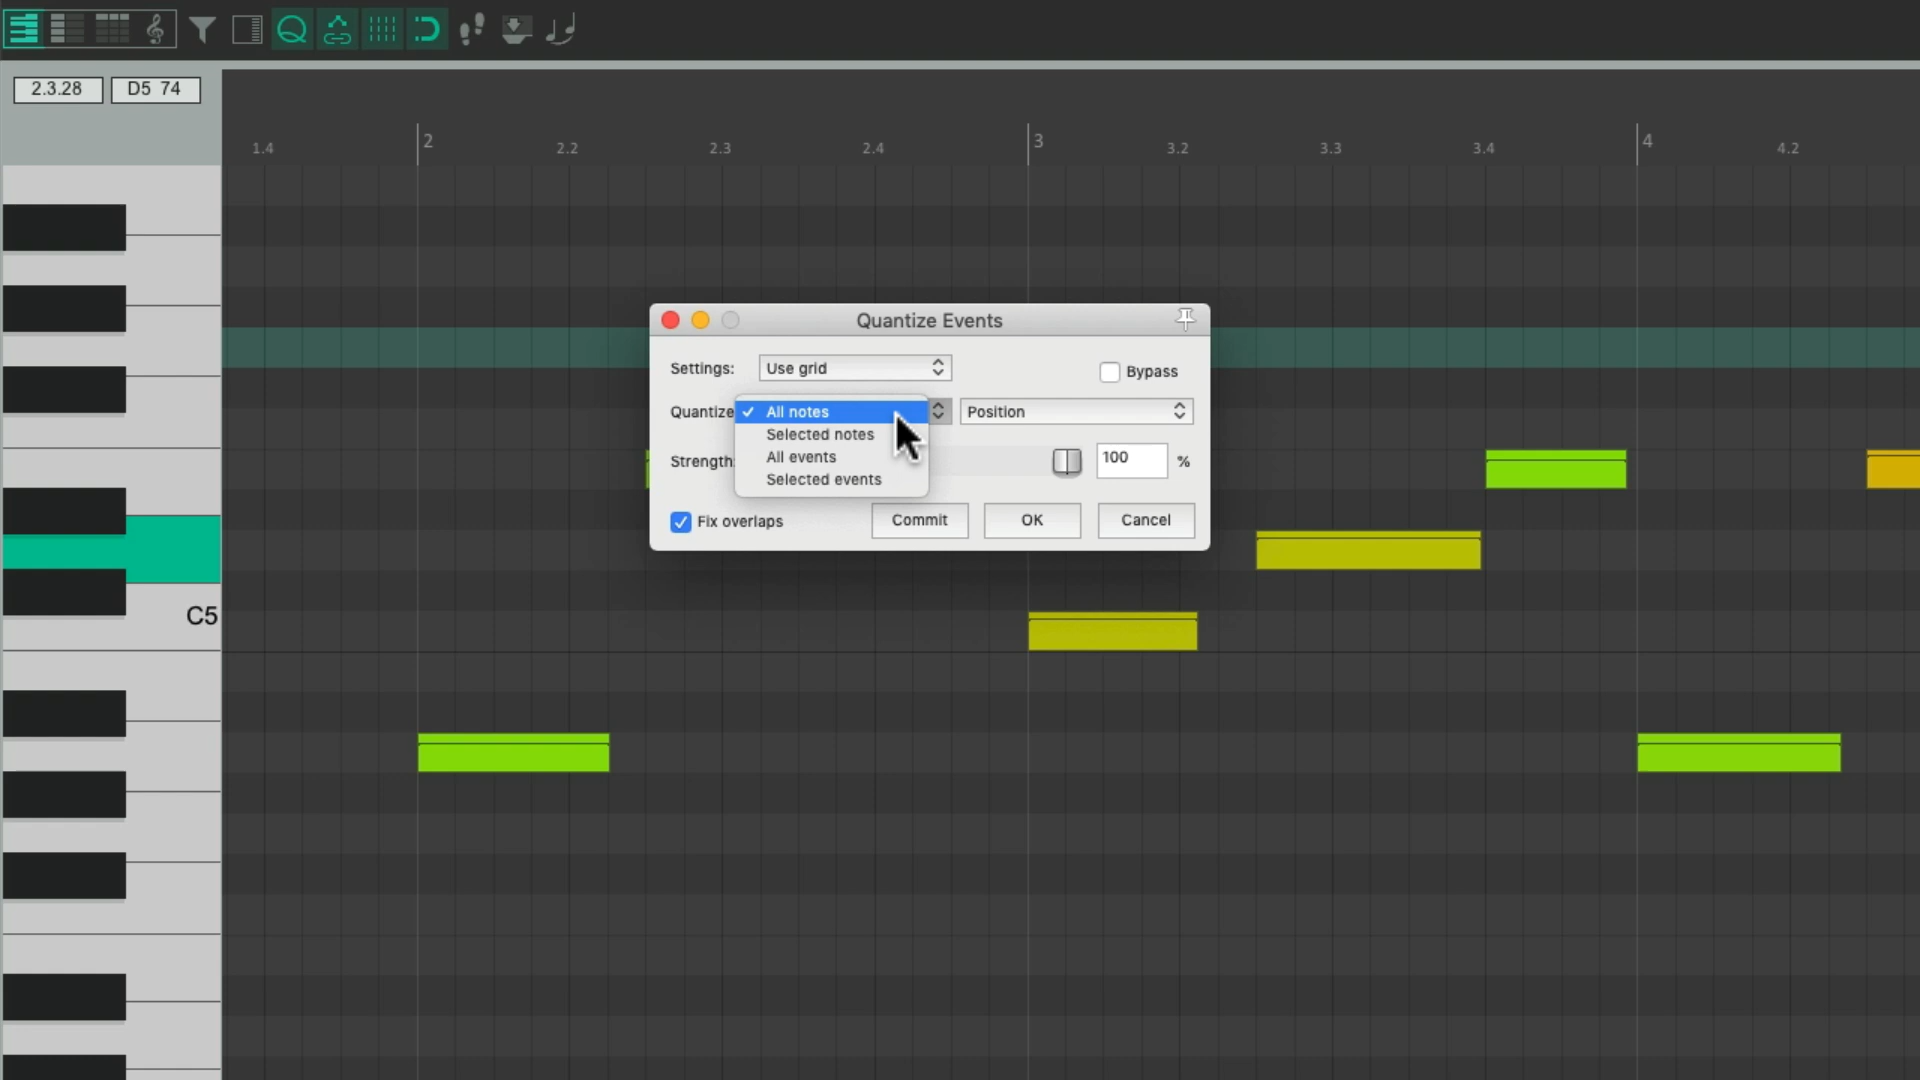 2.3.28 D5 74
1.4 2 2.2 2.3 2.4 3 3.2 3.3 3.4 4 4.2
Quantize Events
Settings: Use grid Bypass
Quantize All notes Position
Selected notes
All events
Strength: 100 %
Selected events
Fix overlaps Commit OK Cancel
C5